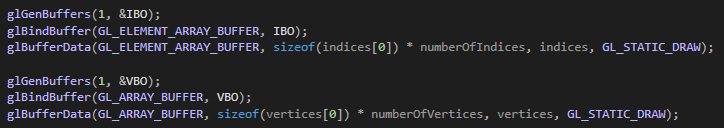 glGenBuffers(1, &IBO);
glBindBuffer(GL_ELEMENT_ARRAY_BUFFER, IBO);
glBufferData(GL_ELEMENT_ARRAY_BUFFER, sizeof(indices[0]) * numberOfIndices, indices, GL_STATIC_DRAW);
glGenBuffers(1, &VBO);
glBindBuffer(GL_ARRAY_BUFFER, VBO);
glBufferData(GL_ARRAY_BUFFER, sizeof(vertices[0]) * numberOfVertices, vertices, GL_STATIC_DRAW);